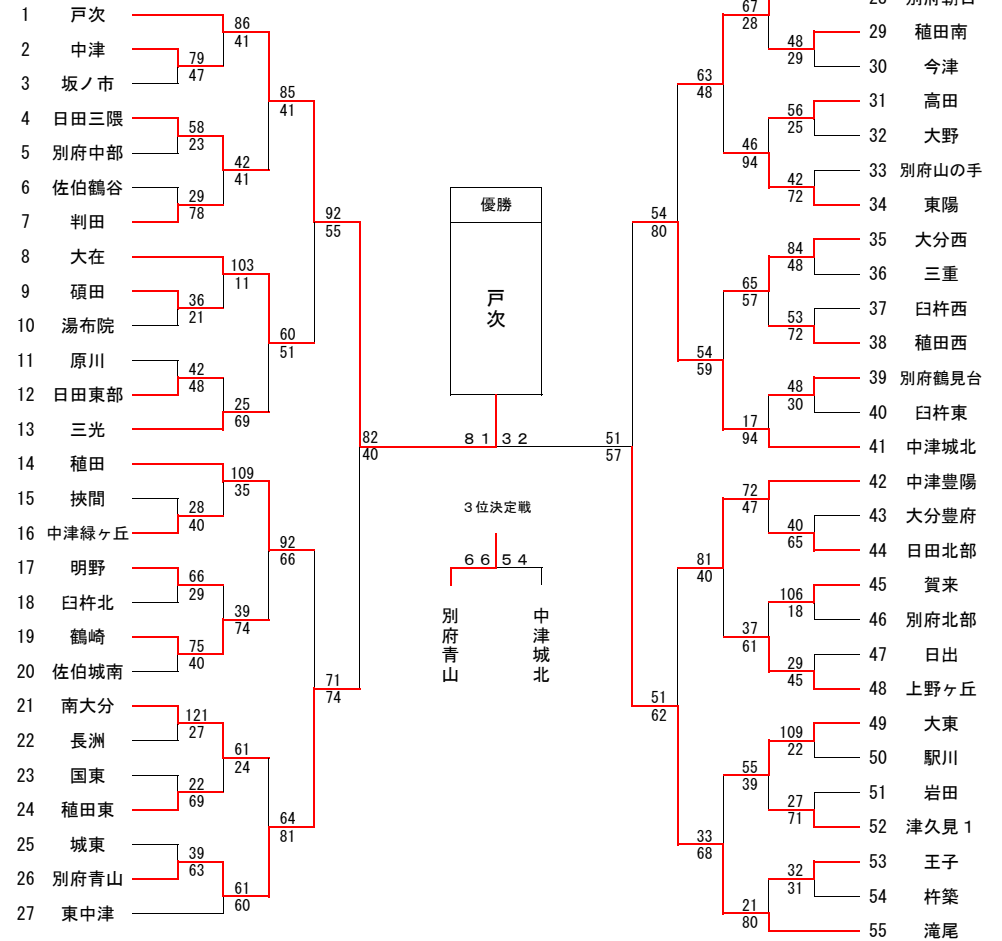 1 戸次
2 中津
3 坂ノ市
4 日田三隈
5 別府中部
6 佐伯鶴谷
7 判田
8 大在
9 碩田
10 湯布院
11 原川
12 日田東部
13 三光
14 稙田
15 挾間
16 中津緑ヶ丘
17 明野
18 臼杵北
19 鶴崎
20 佐伯城南
21 南大分
22 長洲
23 国東
24 稙田東
25 城東
26 別府青山
27 東中津
86
41
79
47
58
23
29
78
103
11
36
21
42
48
25
69
109
35
28
40
66
29
75
40
121
27
22
69
39
63
61
60
85
41
42
41
60
51
92
66
39
74
61
24
64
81
92
55
71
74
82
40
優勝
戸次
81 32
3位決定戦
66 54
別府青山
中津城北
51
57
54
80
51
62
63
48
54
59
81
40
33
68
67
28
46
94
65
57
17
94
72
47
37
61
55
39
21
80
48
29
56
25
42
72
84
48
53
72
48
30
40
65
106
18
29
45
109
22
27
71
32
31
29 稙田南
30 今津
31 高田
32 大野
33 別府山の手
34 東陽
35 大分西
36 三重
37 臼杵西
38 稙田西
39 別府鶴見台
40 臼杵東
41 中津城北
42 中津豊陽
43 大分豊府
44 日田北部
45 賀来
46 別府北部
47 日出
48 上野ヶ丘
49 大東
50 駅川
51 岩田
52 津久見1
53 王子
54 杵築
55 滝尾